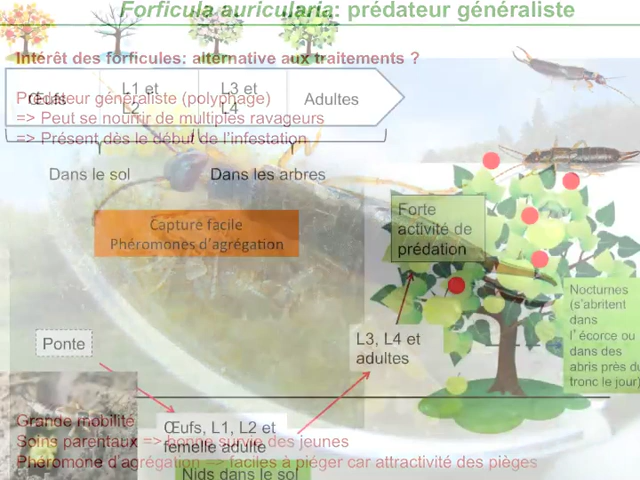 Forficula auricularia: prédateur généraliste
Intérêt des forficules: alternative aux traitements ?
Œufs
L1 et
L2
L3 et
L4
Adultes
Prédateur généraliste (polyphage)
=> Peut se nourrir de multiples ravageurs
=> Présent dès le début de l'infestation
Dans le sol
Dans les arbres
Capture facile
Phéromones d'agrégation
Forte
activité de
prédation
Nocturnes
(s'abritent
dans
l'écorce ou
dans des
abris près du
tronc le jour)
Ponte
L3, L4 et
adultes
Œufs, L1, L2 et
femelle adulte
Nids dans le sol
Grande mobilité
Soins parentaux => bonne survie des jeunes
Phéromone d'agrégation => faciles à piéger car attractivité des pièges